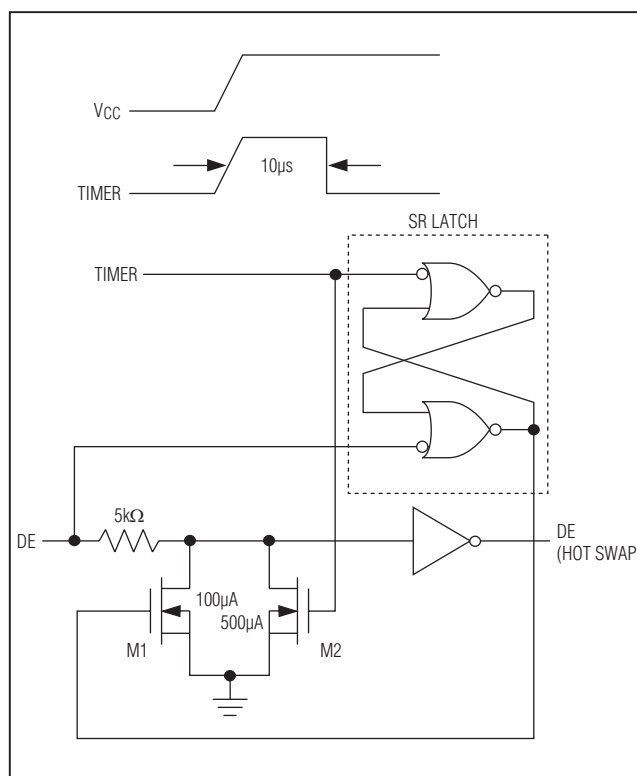 VCC
10µs
TIMER
SR LATCH
TIMER
5kΩ
DE
DE
(HOT SWAP
100µA
500µA
M1
M2